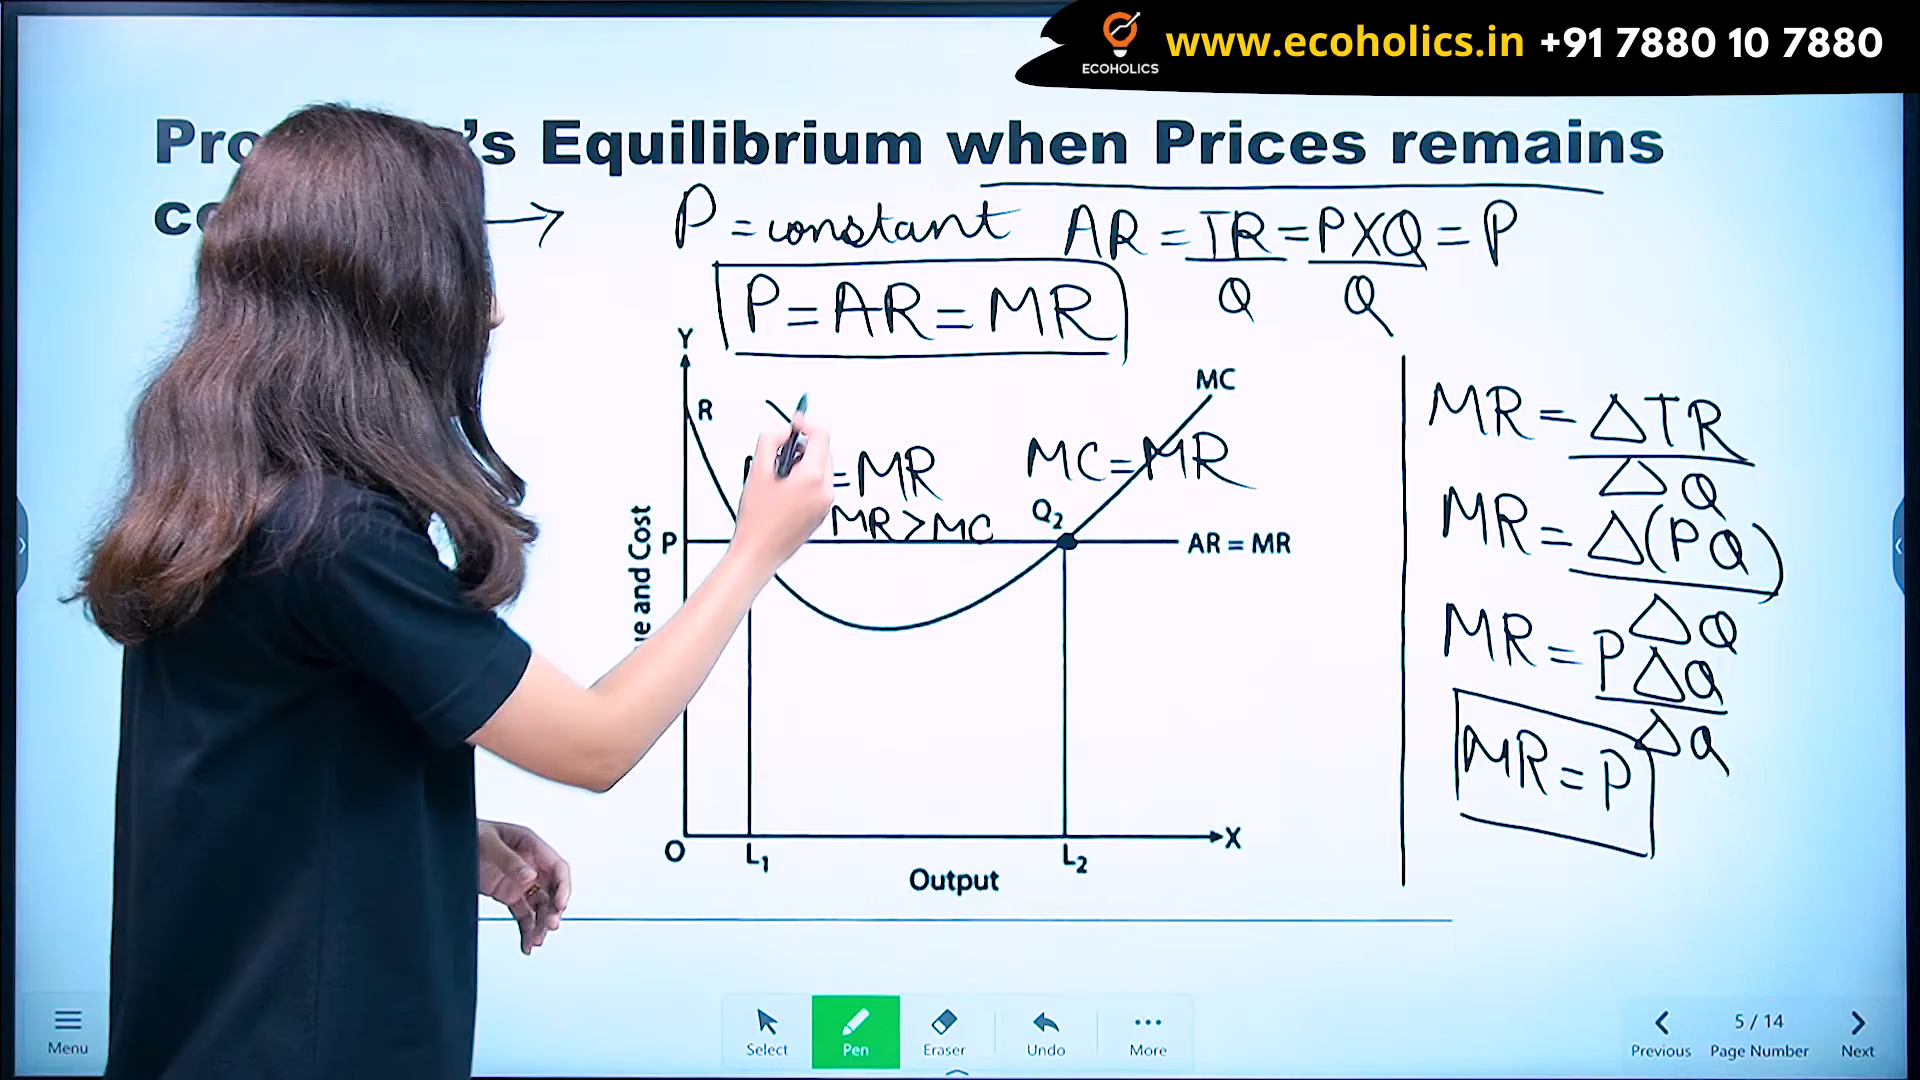 www.ecoholics.in +91 7880 10 7880
ECOHOLICS
Equilibrium when Prices remains
P = constant AR = TR/Q = PXQ/Q = P
P = AR = MR
Y
R
MC
= MR
MC = MR
MR > MC
Q2
P
AR = MR
and Cost
O
L1
L2
X
Output
MR = ΔTR/ΔQ
MR = Δ(PQ)/ΔQ
MR = PΔQ/ΔQ
MR = P
Menu
Select
Pen
Eraser
Undo
More
Previous
5 / 14
Page Number
Next